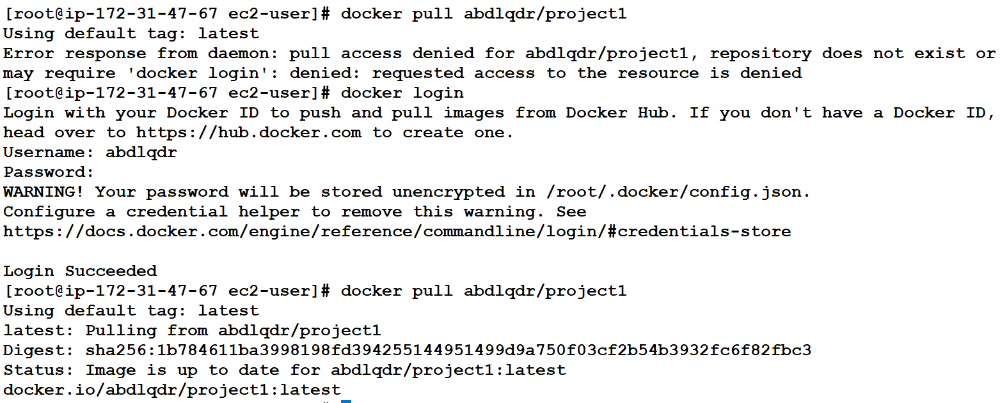 [root@ip-172-31-47-67 ec2-user]# docker pull abdlqdr/project1
Using default tag: latest
Error response from daemon: pull access denied for abdlqdr/project1, repository does not exist or
may require 'docker login': denied: requested access to the resource is denied
[root@ip-172-31-47-67 ec2-user]# docker login
Login with your Docker ID to push and pull images from Docker Hub. If you don't have a Docker ID,
head over to https://hub.docker.com to create one.
Username: abdlqdr
Password:
WARNING! Your password will be stored unencrypted in /root/.docker/config.json.
Configure a credential helper to remove this warning. See
https://docs.docker.com/engine/reference/commandline/login/#credentials-store
Login Succeeded
[root@ip-172-31-47-67 ec2-user]# docker pull abdlqdr/project1
Using default tag: latest
latest: Pulling from abdlqdr/project1
Digest: sha256:1b784611ba3998198fd394255144951499d9a750f03cf2b54b3932fc6f82fbc3
Status: Image is up to date for abdlqdr/project1:latest
docker.io/abdlqdr/project1:latest